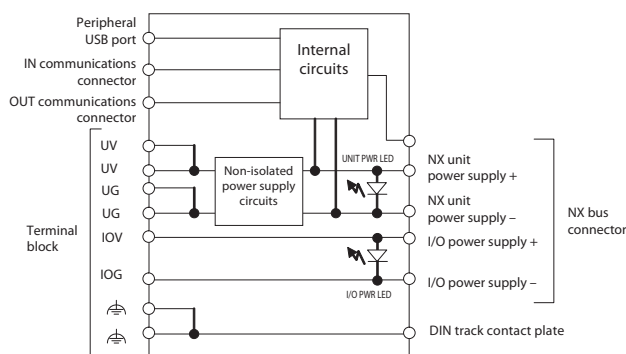 Peripheral
USB port
IN communications
connector
OUT communications
connector
Internal
circuits
UV
UV
UG
UG
IOV
IOG
Terminal
block
Non-isolated
power supply
circuits
UNIT PWR LED
I/O PWR LED
NX unit
power supply +
NX unit
power supply –
I/O power supply +
I/O power supply –
NX bus
connector
DIN track contact plate